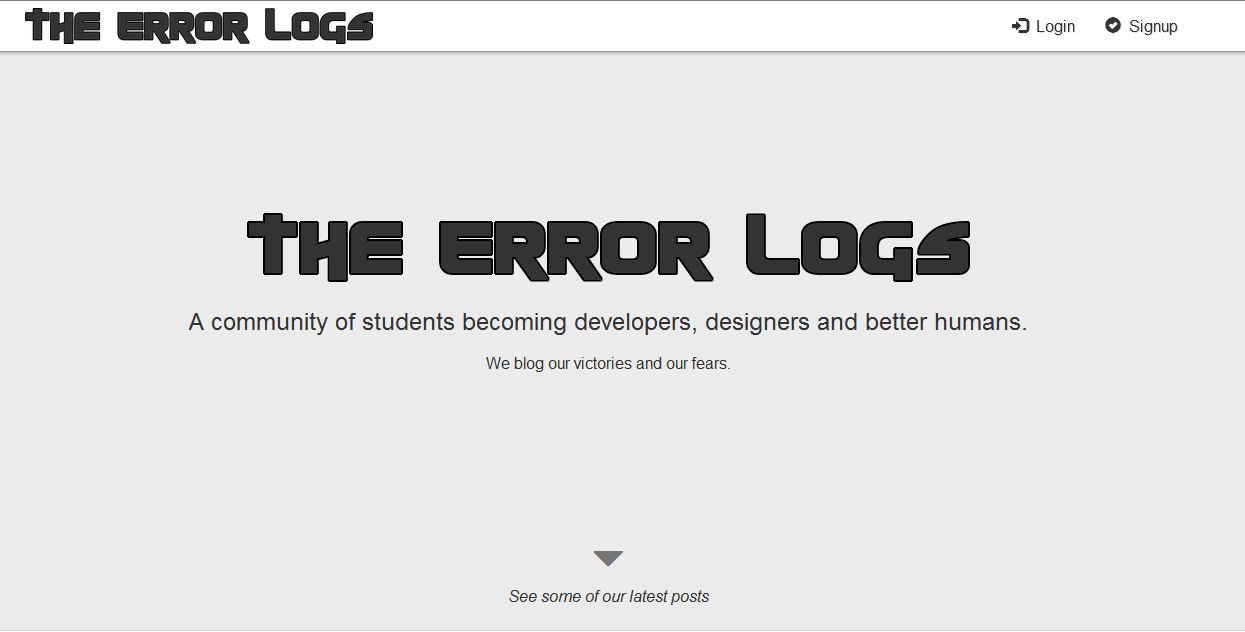 The Error Logs
Login
Signup
The Error Logs
A community of students becoming developers, designers and better humans.
We blog our victories and our fears.
See some of our latest posts